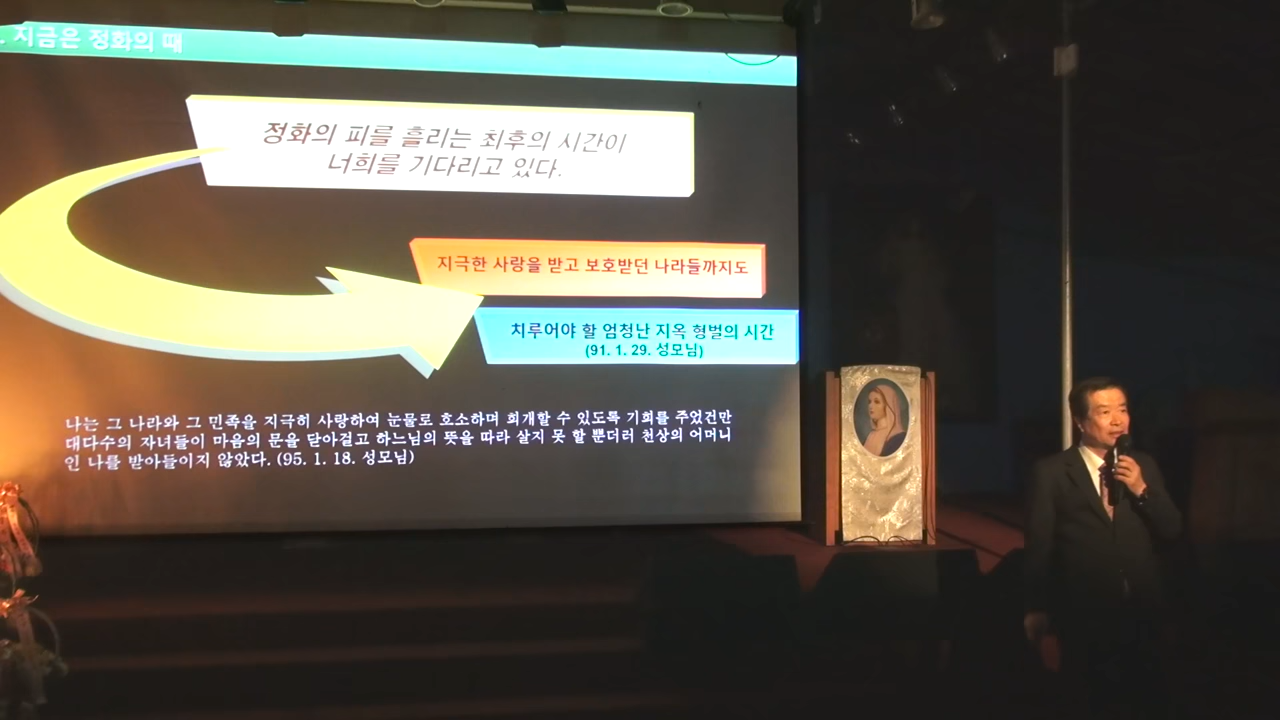 . 지금은 정화의 때
정화의 피를 흘리는 최후의 시간이
너희를 기다리고 있다.
지극한 사랑을 받고 보호받던 나라들까지도
치루어야 할 엄청난 지옥 형벌의 시간
(91. 1. 29. 성모님)
나는 그 나라와 그 민족을 지극히 사랑하여 눈물로 호소하며 회개할 수 있도록 기회를 주었건만
대다수의 자녀들이 마음의 문을 닫아걸고 하느님의 뜻을 따라 살지 못 할 뿐더러 천상의 어머니
인 나를 받아들이지 않았다. (95. 1. 18. 성모님)